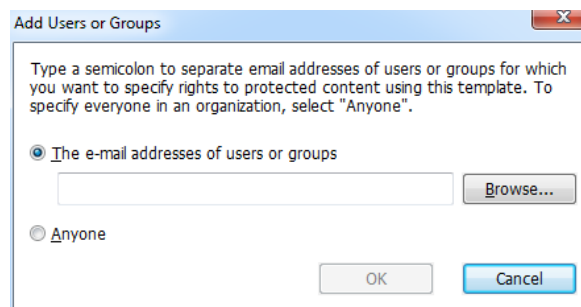 Add Users or Groups
Type a semicolon to separate email addresses of users or groups for which
you want to specify rights to protected content using this template. To
specify everyone in an organization, select "Anyone".
The e-mail addresses of users or groups
Browse...
Anyone
OK
Cancel